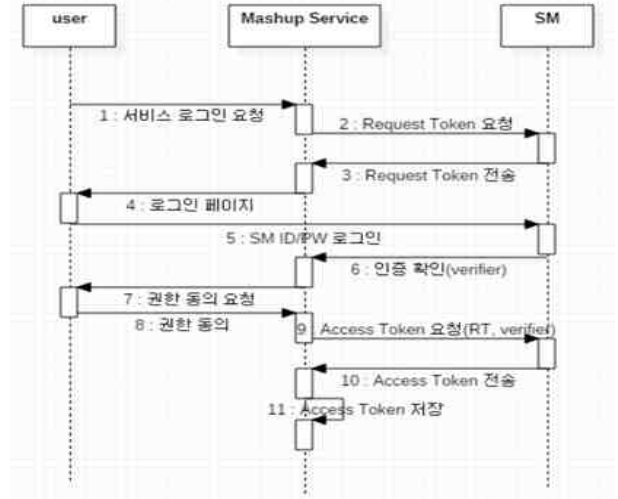 user
Mashup Service
SM
1 : 서비스 로그인 요청
2 : Request Token 요청
3 : Request Token 전송
4 : 로그인 페이지
5 : SM ID/PW 로그인
6 : 인증 확인(verifier)
7 : 권한 동의 요청
8 : 권한 동의
9 : Access Token 요청(RT, verifier)
10 : Access Token 전송
11 : Access Token 저장